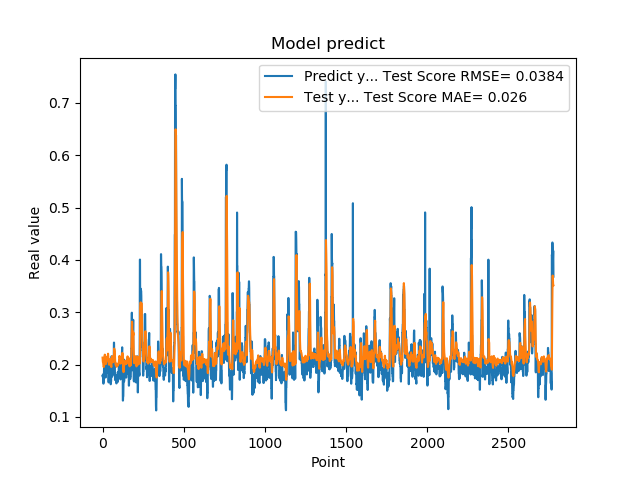 Model predict
Predict y... Test Score RMSE= 0.0384
Test y... Test Score MAE= 0.026
Real value
0.7
0.6
0.5
0.4
0.3
0.2
0.1
0 500 1000 1500 2000 2500
Point